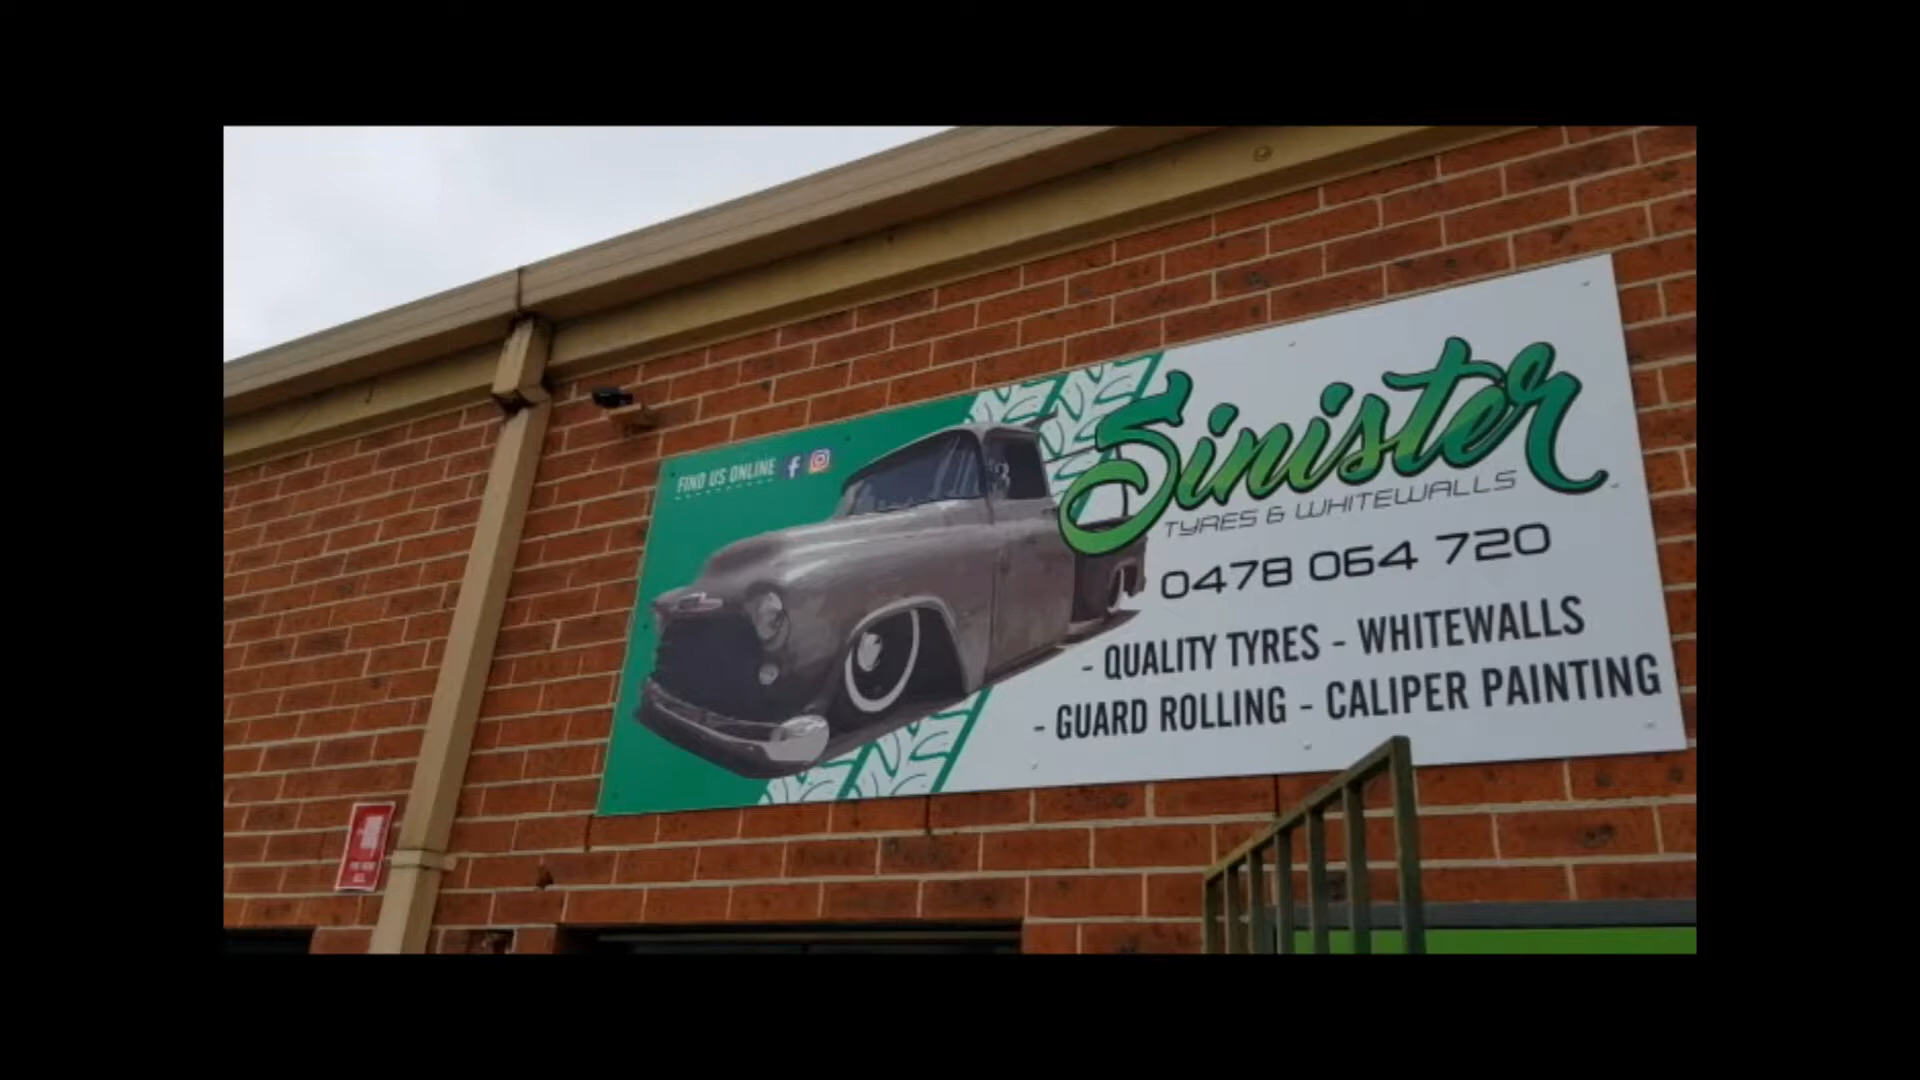 FIND US ONLINE
Sinister
TYRES & WHITEWALLS
0478 064 720
- QUALITY TYRES - WHITEWALLS
- GUARD ROLLING - CALIPER PAINTING